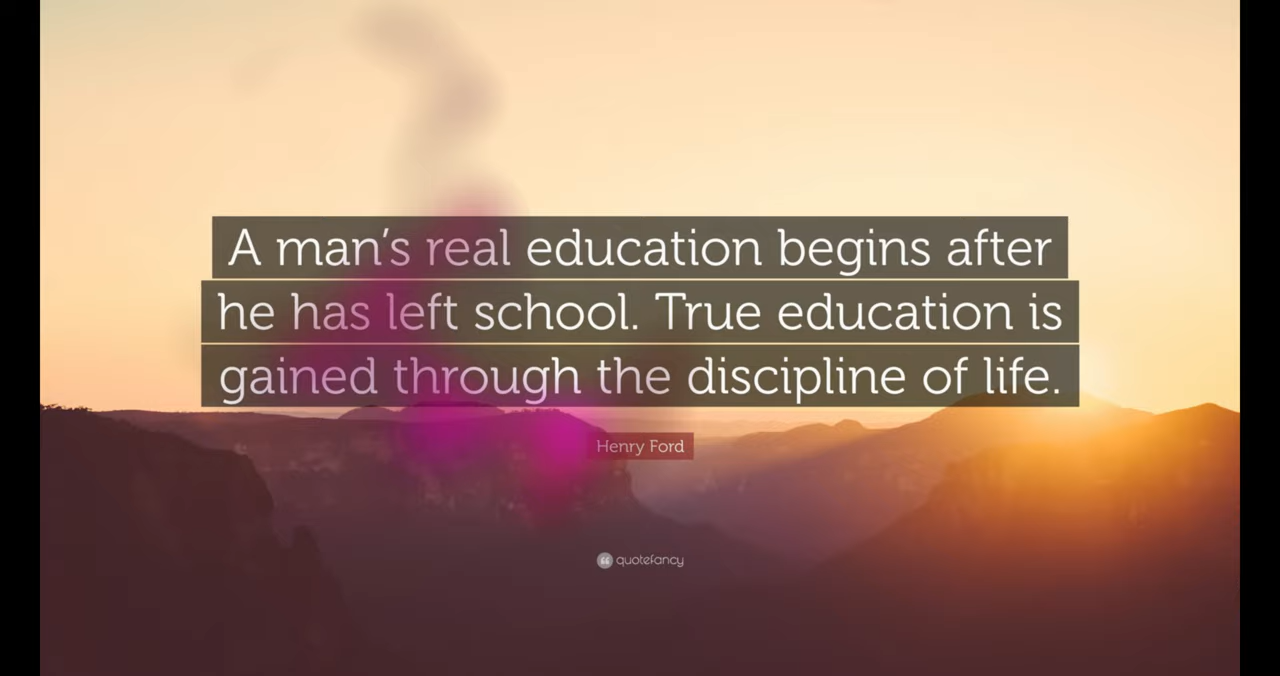 A man’s real education begins after
he has left school. True education is
gained through the discipline of life.
Henry Ford
quotefancy